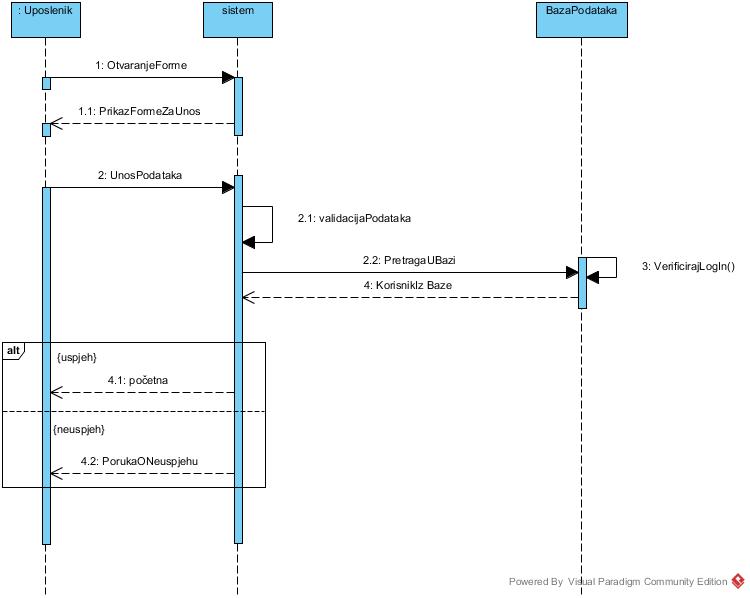 : Uposlenik
sistem
BazaPodataka
1: OtvaranjeForme
1.1: PrikazFormeZaUnos
2: UnosPodataka
2.1: validacijaPodataka
2.2: PretragaUBazi
3: VerificirajLogIn()
4: KorisnikIz Baze
alt
{uspjeh}
4.1: početna
{neuspjeh}
4.2: PorukaONeuspjehu
Powered By Visual Paradigm Community Edition